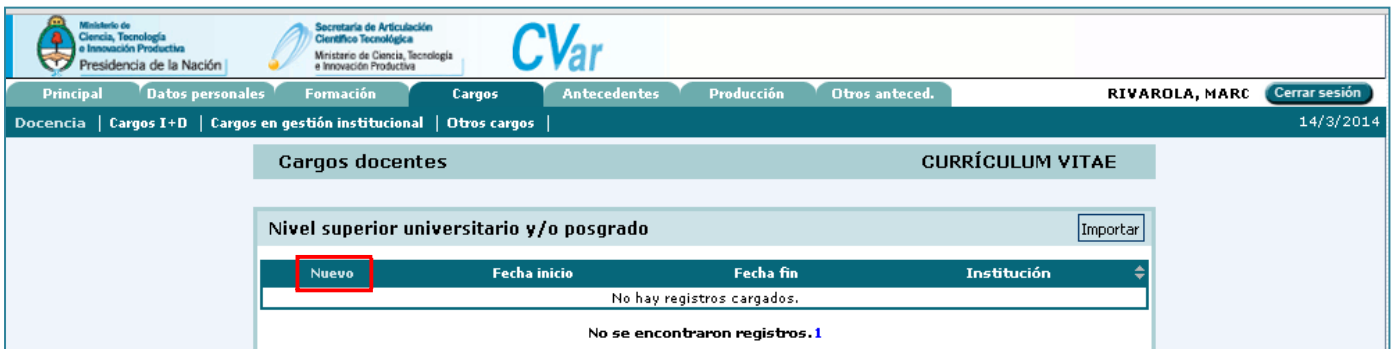 Ministerio de
Ciencia, Tecnología
e Innovación Productiva
Presidencia de la Nación
Secretaría de Articulación
Científico Tecnológica
Ministerio de Ciencia, Tecnología
e Innovación Productiva
CVar
Principal Datos personales Formación Cargos Antecedentes Producción Otros anteced. RIVAROLA, MARC Cerrar sesión
Docencia | Cargos I+D | Cargos en gestión institucional | Otros cargos | 14/3/2014
Cargos docentes CURRÍCULUM VITAE
Nivel superior universitario y/o posgrado Importar
Nuevo Fecha inicio Fecha fin Institución
No hay registros cargados.
No se encontraron registros.1